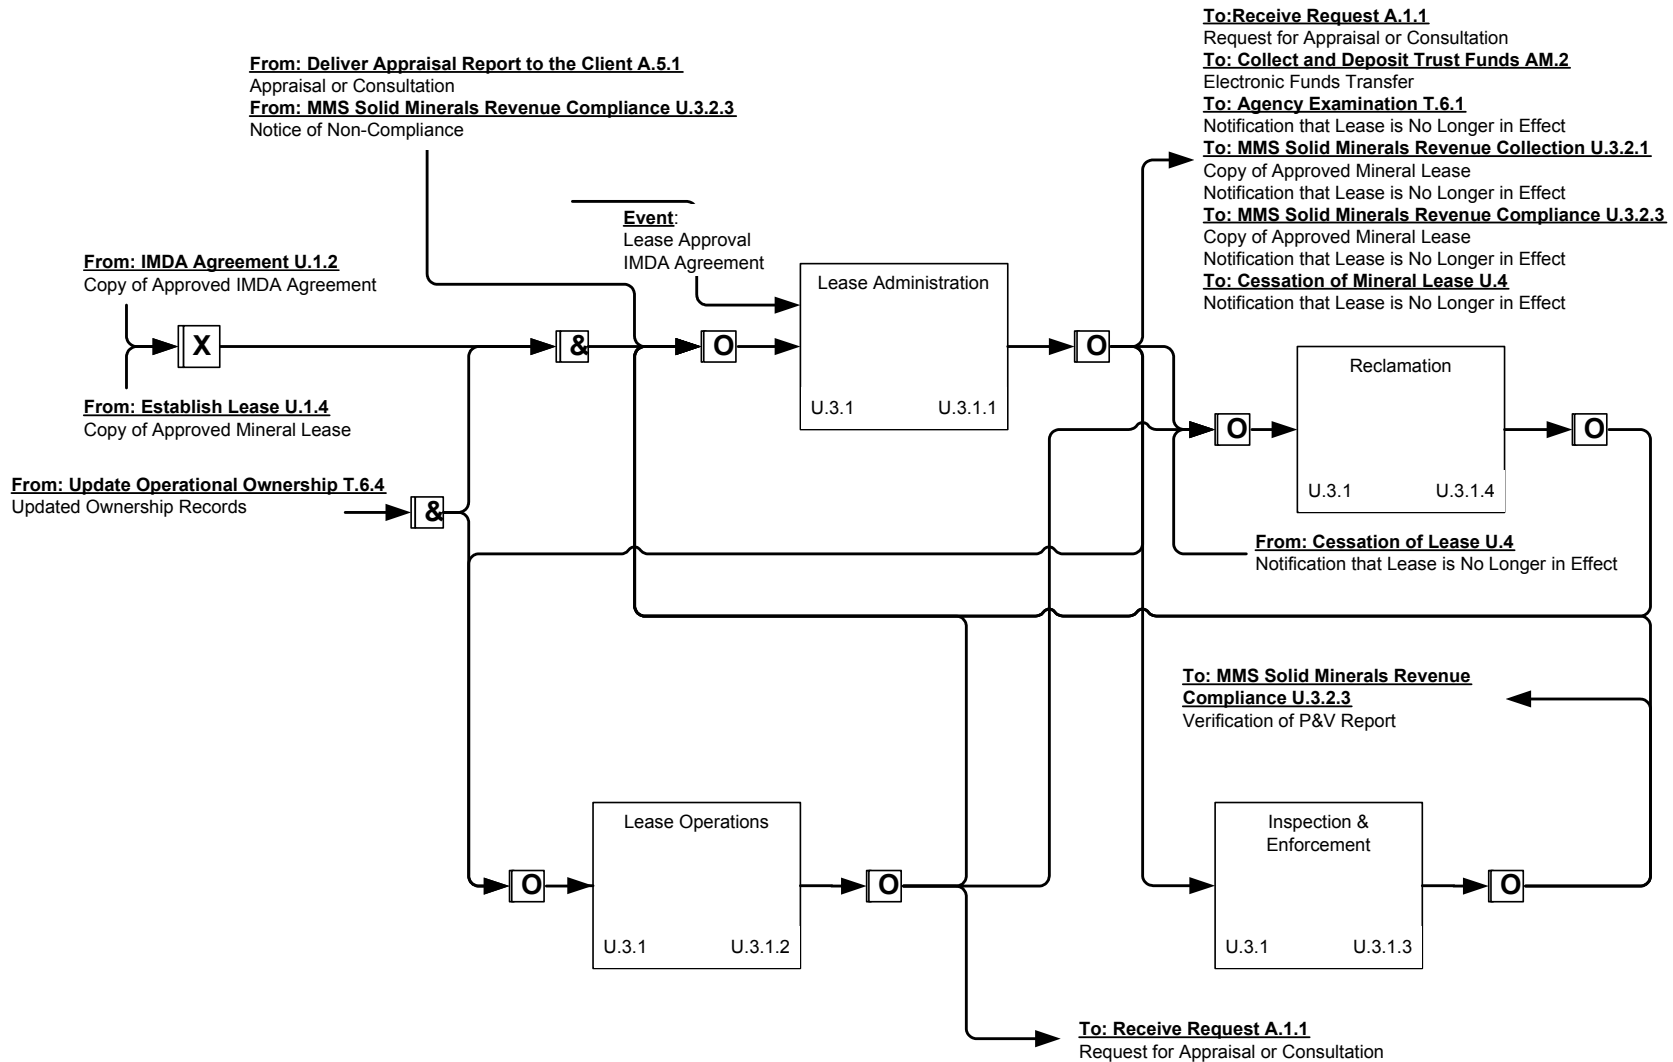 To:Receive Request A.1.1
Request for Appraisal or Consultation
To: Collect and Deposit Trust Funds AM.2
Electronic Funds Transfer
To: Agency Examination T.6.1
Notification that Lease is No Longer in Effect
To: MMS Solid Minerals Revenue Collection U.3.2.1
Copy of Approved Mineral Lease
Notification that Lease is No Longer in Effect
To: MMS Solid Minerals Revenue Compliance U.3.2.3
Copy of Approved Mineral Lease
Notification that Lease is No Longer in Effect
To: Cessation of Mineral Lease U.4
Notification that Lease is No Longer in Effect
From: Deliver Appraisal Report to the Client A.5.1
Appraisal or Consultation
From: MMS Solid Minerals Revenue Compliance U.3.2.3
Notice of Non-Compliance
Event:
Lease Approval
IMDA Agreement
From: IMDA Agreement U.1.2
Copy of Approved IMDA Agreement
X
From: Establish Lease U.1.4
Copy of Approved Mineral Lease
&
O
Lease Administration
U.3.1 U.3.1.1
O
From: Update Operational Ownership T.6.4
Updated Ownership Records
&
O
Reclamation
U.3.1 U.3.1.4
O
From: Cessation of Lease U.4
Notification that Lease is No Longer in Effect
To: MMS Solid Minerals Revenue
Compliance U.3.2.3
Verification of P&V Report
O
Lease Operations
U.3.1 U.3.1.2
O
Inspection &
Enforcement
U.3.1 U.3.1.3
O
To: Receive Request A.1.1
Request for Appraisal or Consultation